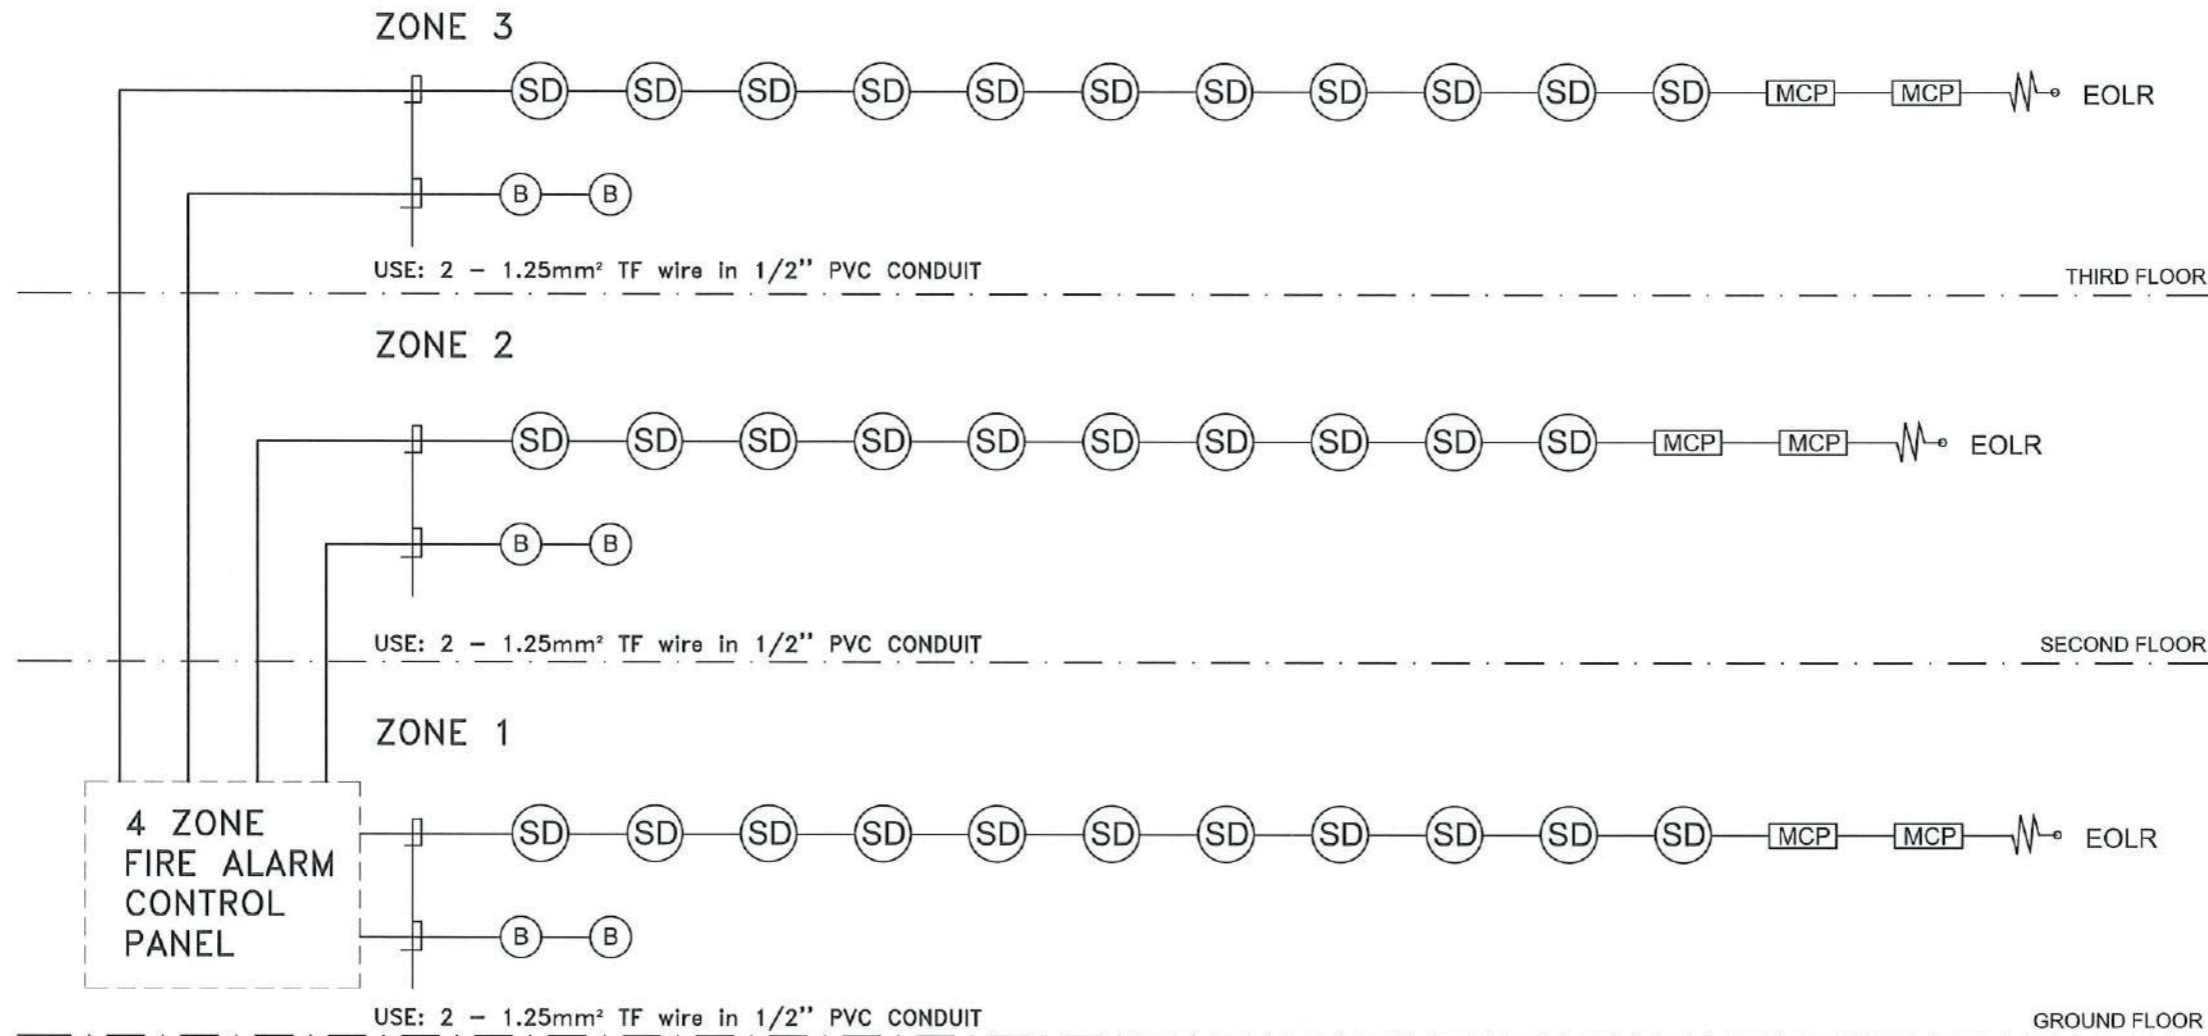 ZONE 3
SD SD SD SD SD SD SD SD SD SD SD MCP MCP EOLR
B B
USE: 2 - 1.25mm² TF wire in 1/2" PVC CONDUIT
THIRD FLOOR
ZONE 2
SD SD SD SD SD SD SD SD SD SD MCP MCP EOLR
B B
USE: 2 - 1.25mm² TF wire in 1/2" PVC CONDUIT
SECOND FLOOR
ZONE 1
4 ZONE
FIRE ALARM
CONTROL
PANEL
SD SD SD SD SD SD SD SD SD SD SD MCP MCP EOLR
B B
USE: 2 - 1.25mm² TF wire in 1/2" PVC CONDUIT
GROUND FLOOR